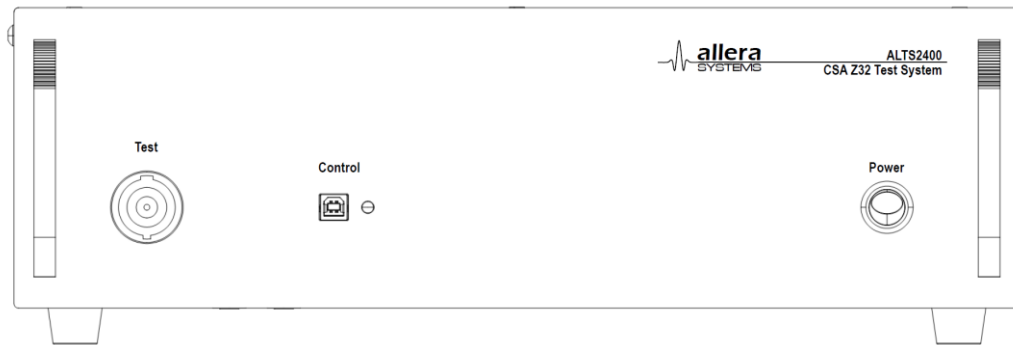 allera
SYSTEMS
ALTS2400
CSA Z32 Test System
Test
Control
Power